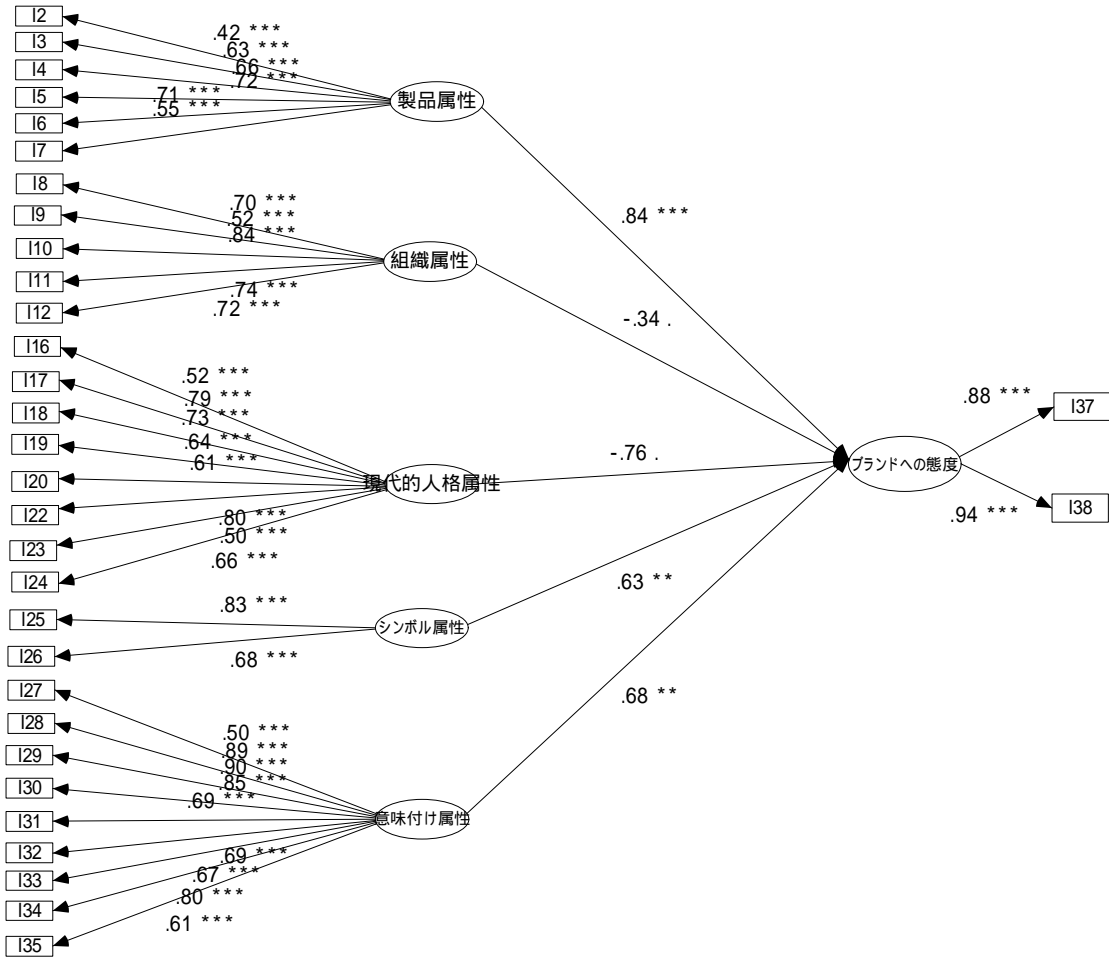 I2
I3
I4
I5
I6
I7
.42 ***
.63 ***
.66 ***
.72 ***
.71 ***
.55 ***
製品属性
.84 ***
I8
I9
I10
I11
I12
.70 ***
.52 ***
.84 ***
.74 ***
.72 ***
組織属性
-.34 .
I16
I17
I18
I19
I20
I22
I23
I24
.52 ***
.79 ***
.73 ***
.64 ***
.61 ***
.80 ***
.50 ***
.66 ***
現代的人格属性
-.76 .
I25
I26
.83 ***
.68 ***
シンボル属性
.63 **
I27
I28
I29
I30
I31
I32
I33
I34
I35
.50 ***
.89 ***
.90 ***
.85 ***
.69 ***
.69 ***
.67 ***
.80 ***
.61 ***
意味付け属性
.68 **
ブランドへの態度
.88 ***
I37
.94 ***
I38